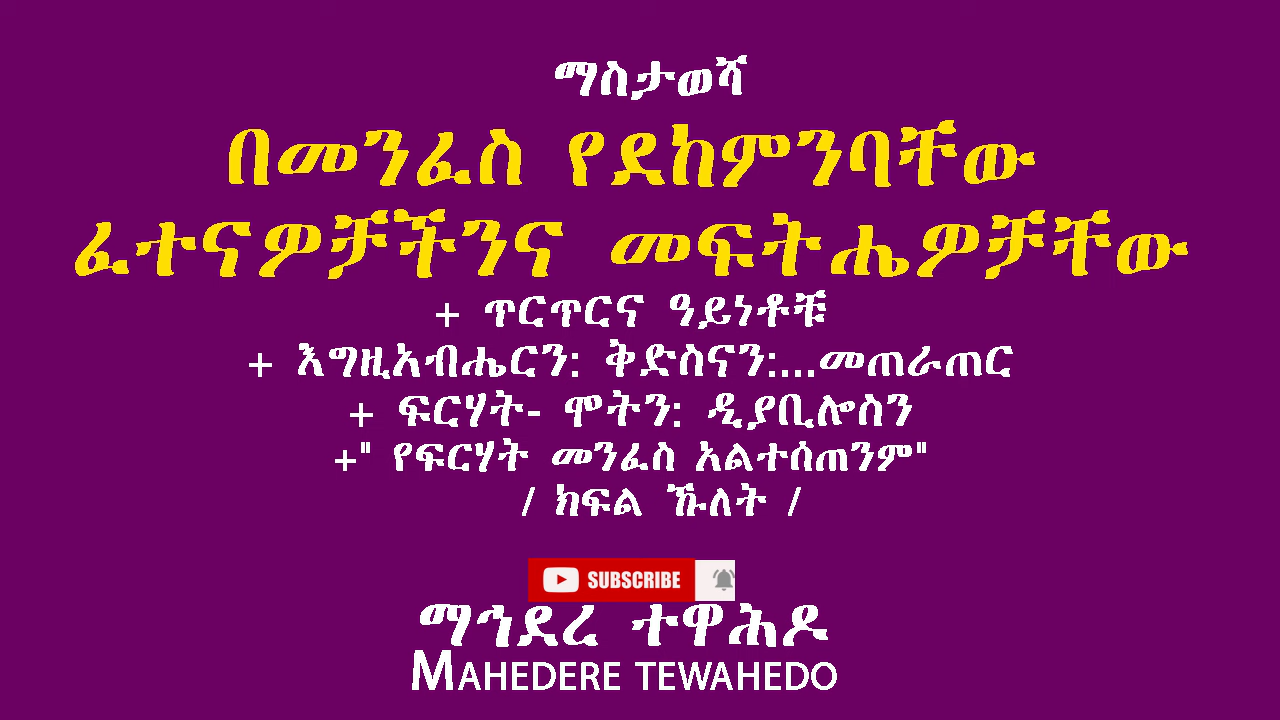 ማስታወሻ
በመንፈስ የደከምንባቸው
ፈተናዎቻችንና መፍትሔዎቻቸው
+ ጥርጥርና ዓይነቶቹ
+ እግዚአብሔርን: ቅድስናን:...መጠራጠር
+ ፍርሃት- ሞትን: ዲያቢሎስን
+" የፍርሃት መንፈስ አልተሰጠንም"
/ ክፍል ኹለት /
SUBSCRIBE
ማኅደረ ተዋሕዶ
MAHEDERE TEWAHEDO